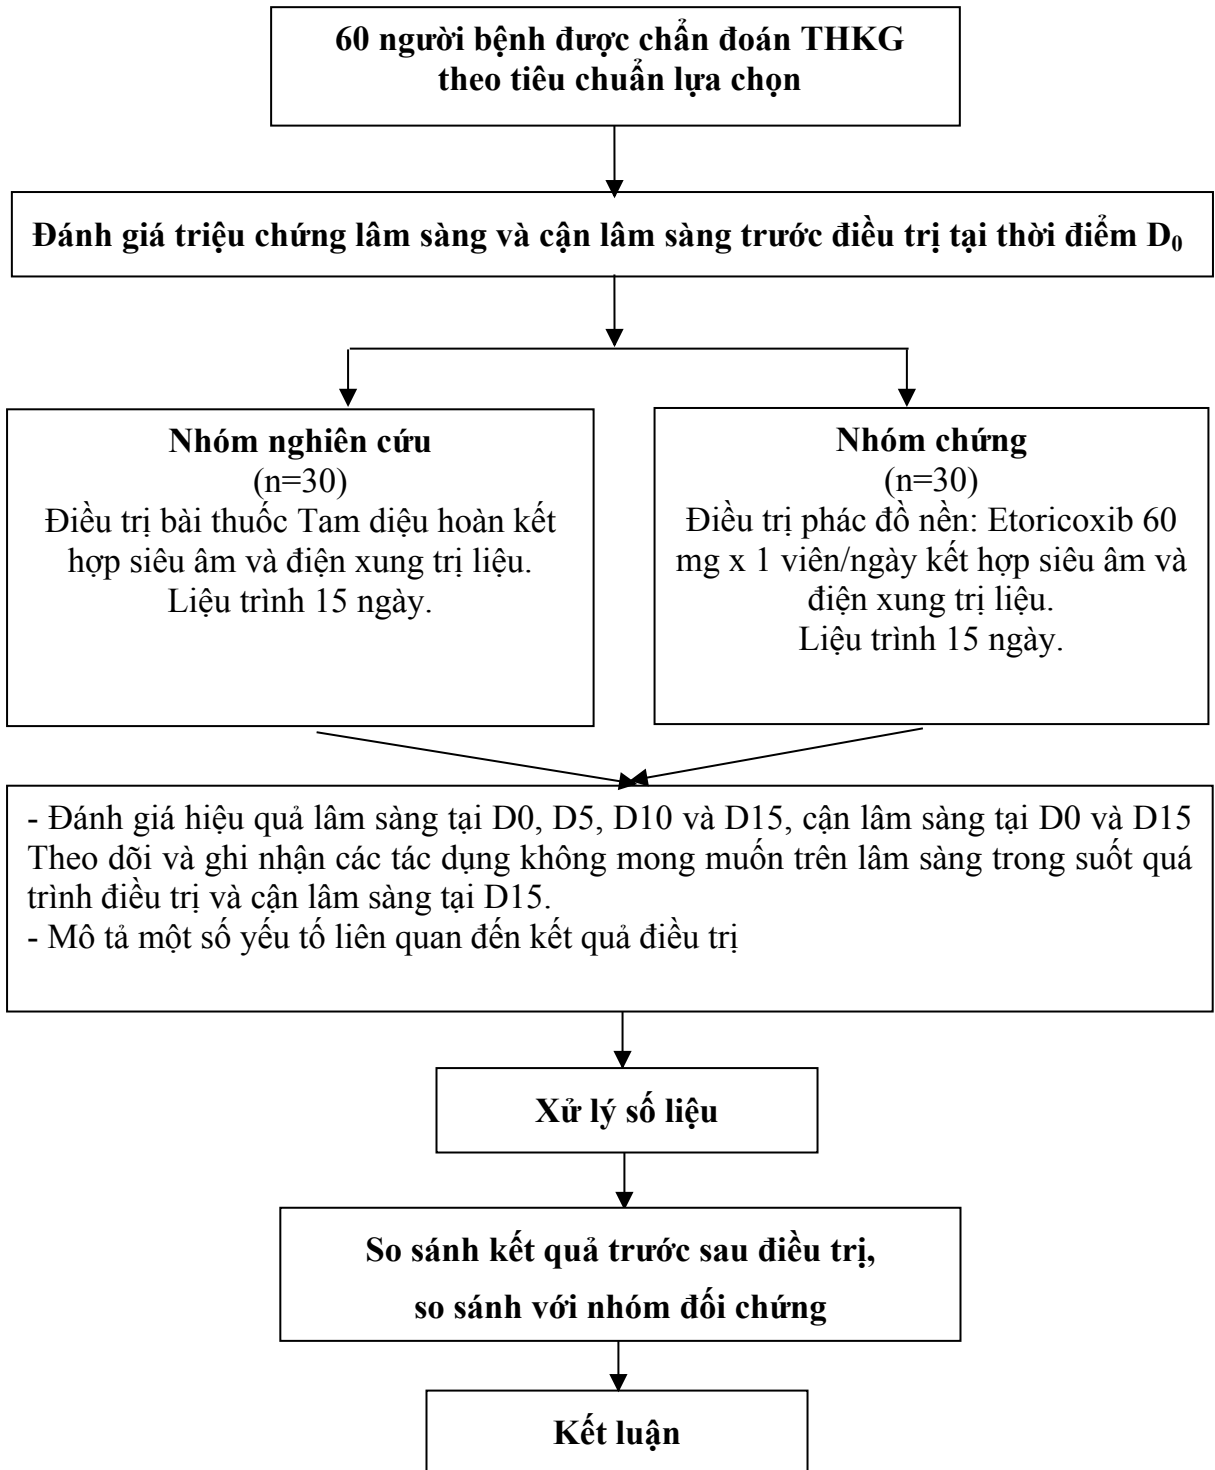 60 người bệnh được chẩn đoán THKG
theo tiêu chuẩn lựa chọn
Đánh giá triệu chứng lâm sàng và cận lâm sàng trước điều trị tại thời điểm D₀
Nhóm nghiên cứu
(n=30)
Điều trị bài thuốc Tam diệu hoàn kết
hợp siêu âm và điện xung trị liệu.
Liệu trình 15 ngày.
Nhóm chứng
(n=30)
Điều trị phác đồ nền: Etoricoxib 60
mg x 1 viên/ngày kết hợp siêu âm và
điện xung trị liệu.
Liệu trình 15 ngày.
- Đánh giá hiệu quả lâm sàng tại D0, D5, D10 và D15, cận lâm sàng tại D0 và D15
Theo dõi và ghi nhận các tác dụng không mong muốn trên lâm sàng trong suốt quá
trình điều trị và cận lâm sàng tại D15.
- Mô tả một số yếu tố liên quan đến kết quả điều trị
Xử lý số liệu
So sánh kết quả trước sau điều trị,
so sánh với nhóm đối chứng
Kết luận